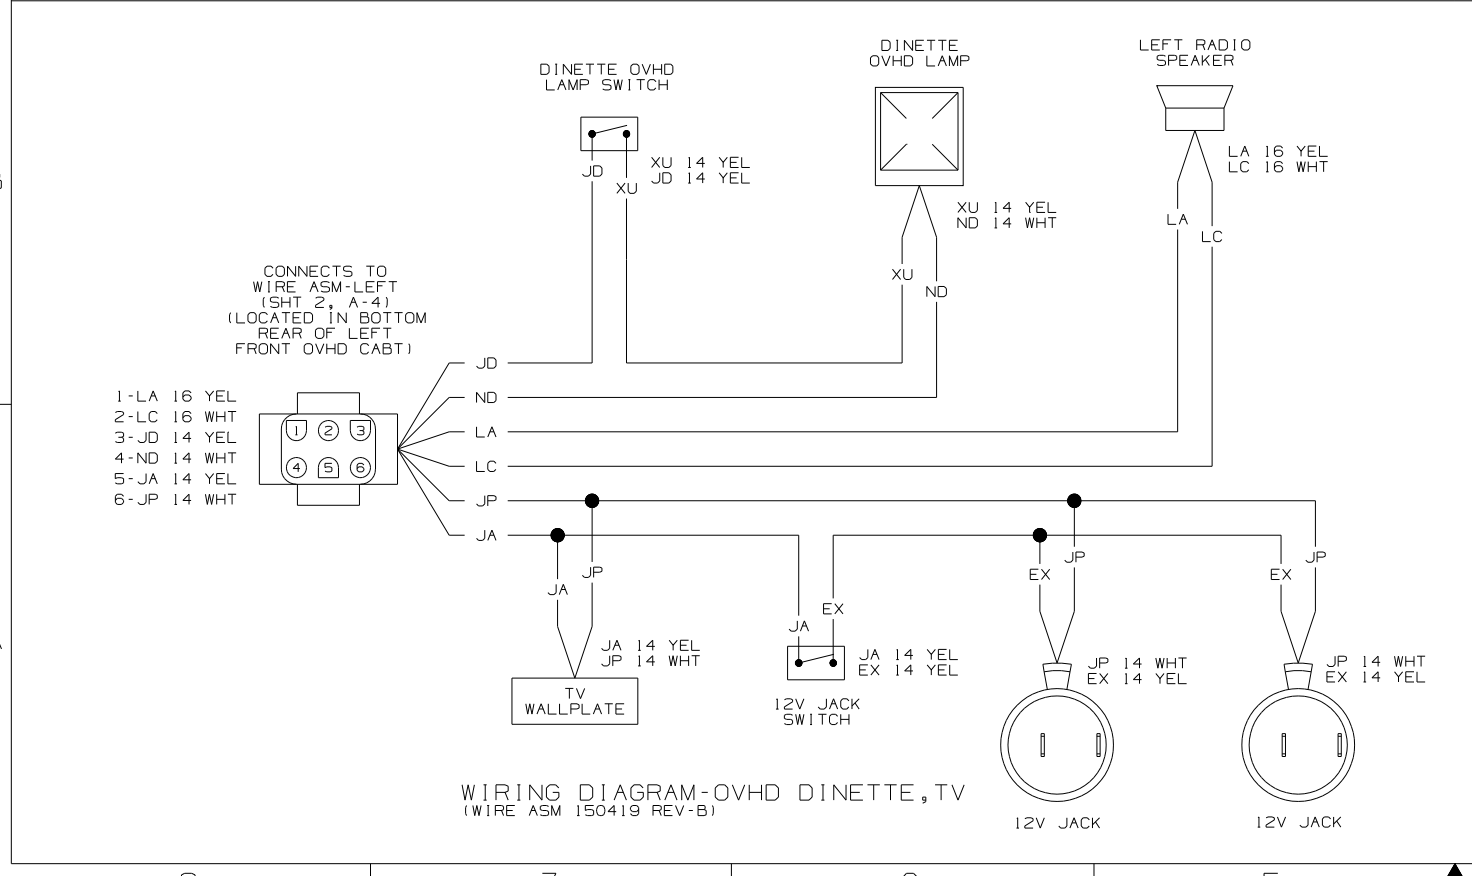 DINETTE OVHD
LAMP SWITCH
DINETTE
OVHD LAMP
LEFT RADIO
SPEAKER
JD
XU
XU 14 YEL
JD 14 YEL
XU 14 YEL
ND 14 WHT
XU
ND
LA 16 YEL
LC 16 WHT
LA
LC
CONNECTS TO
WIRE ASM-LEFT
(SHT 2, A-4)
(LOCATED IN BOTTOM
REAR OF LEFT
FRONT OVHD CABT)
1-LA 16 YEL
2-LC 16 WHT
3-JD 14 YEL
4-ND 14 WHT
5-JA 14 YEL
6-JP 14 WHT
1 2 3
4 5 6
JD
ND
LA
LC
JP
JA
JA
JP
JA 14 YEL
JP 14 WHT
TV
WALLPLATE
JA
EX
JA 14 YEL
EX 14 YEL
12V JACK
SWITCH
EX
JP
JP 14 WHT
EX 14 YEL
12V JACK
EX
JP
JP 14 WHT
EX 14 YEL
12V JACK
WIRING DIAGRAM-OVHD DINETTE,TV
(WIRE ASM 150419 REV-B)